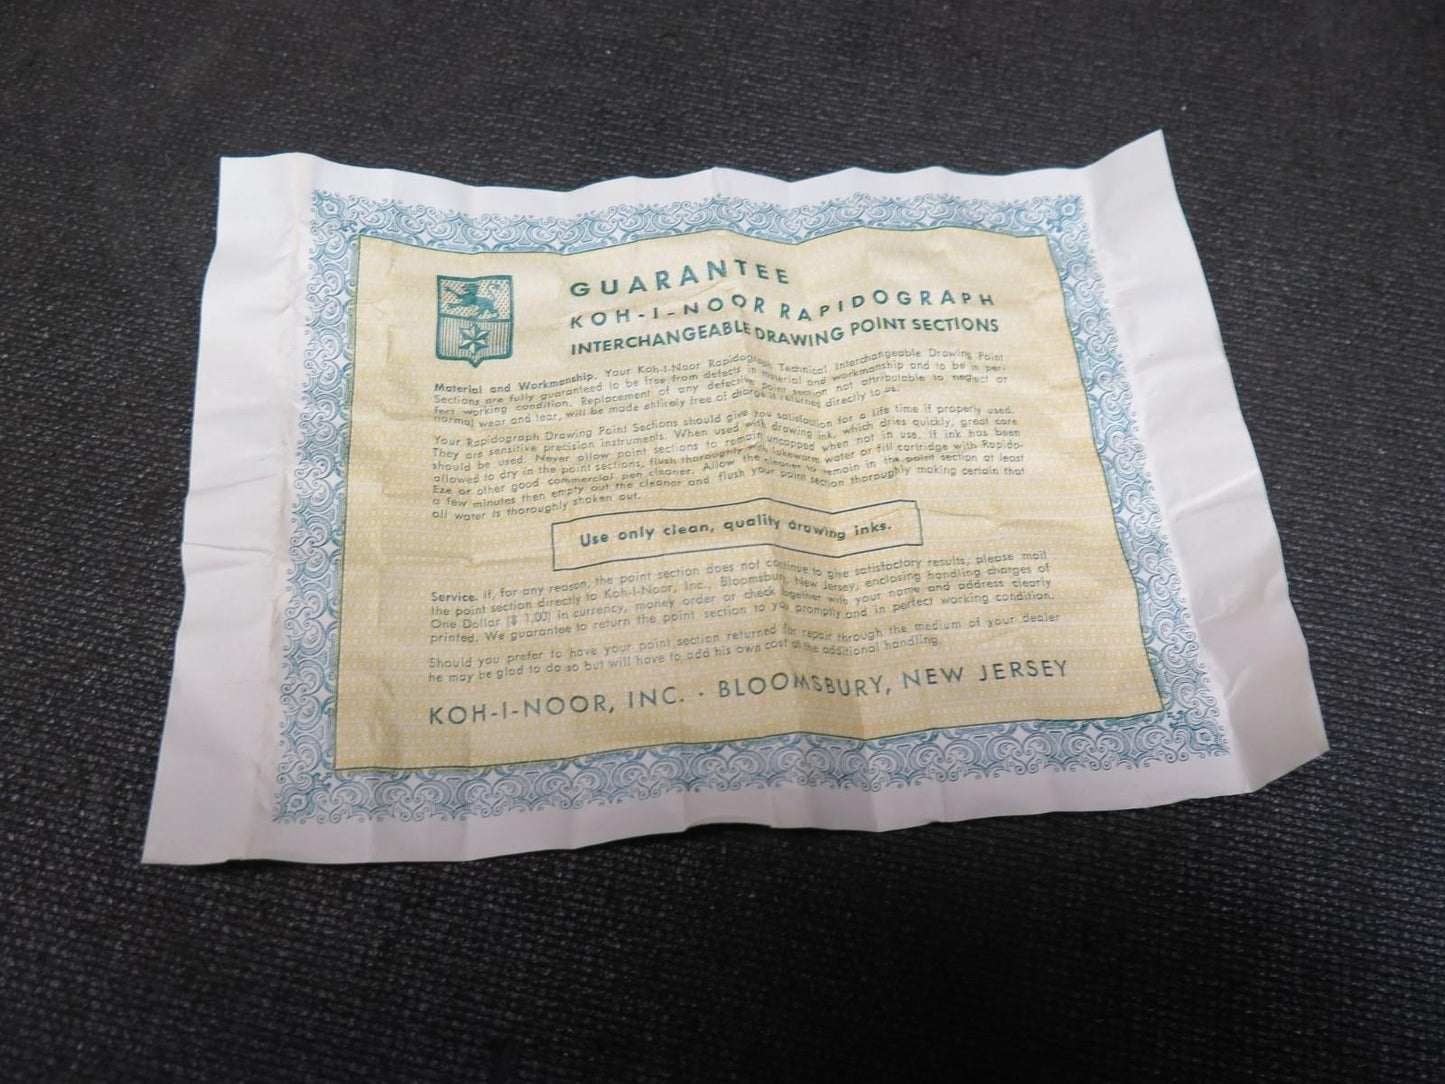 GUARANTEE
KOH-I-NOOR RAPIDOGRAPH
INTERCHANGEABLE DRAWING POINT SECTIONS
Material and Workmanship. Your Koh-I-Noor Rapidograph Technical Interchangeable Drawing Point
Sections are fully guaranteed to be free from defects in material and workmanship and to be in per-
fect working condition. Replacement of any defective point section not attributable to neglect or
normal wear and tear, will be made entirely free of charge if returned directly to us.
Your Rapidograph Drawing Point Sections should give you satisfaction for a life time if properly used.
They are sensitive precision instruments. When used with drawing ink, which dries quickly, great care
should be used. Never allow point sections to remain uncapped when not in use. If ink has been
allowed to dry in the point sections, flush thoroughly with lukewarm water or fill cartridge with Rapido-
Eze or other good commercial pen cleaner. Allow the cleaner to remain in the point section at least
a few minutes then empty out the cleaner and flush your point section thoroughly making certain that
all water is thoroughly shaken out.
Use only clean, quality drawing inks.
Service. If, for any reason, the point section does not continue to give satisfactory results, please mail
the point section directly to Koh-I-Noor, Inc., Bloomsbury, New Jersey, enclosing handling charges of
One Dollar ($ 1.00) in currency, money order or check together with your name and address clearly
printed. We guarantee to return the point section to you promptly and in perfect working condition.
Should you prefer to have your point section returned for repair through the medium of your dealer
he may be glad to do so but will have to add his own cost of the additional handling.
KOH-I-NOOR, INC. · BLOOMSBURY, NEW JERSEY